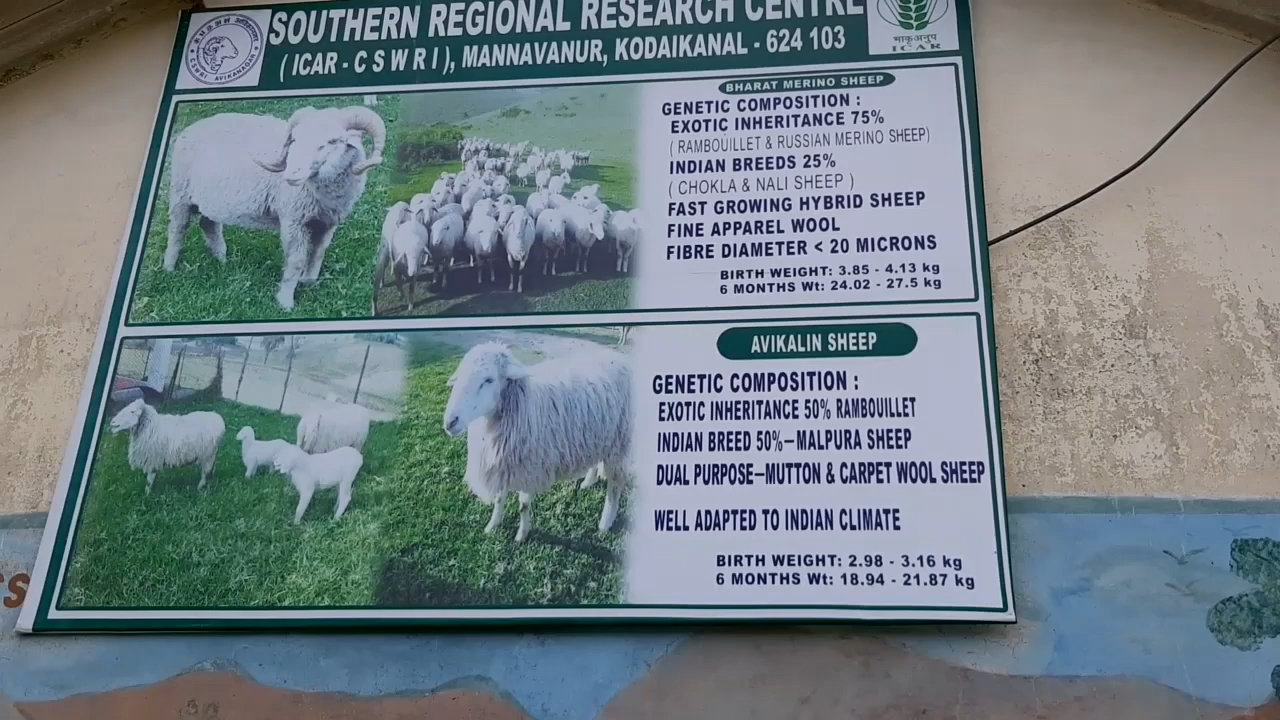 SOUTHERN REGIONAL RESEARCH CENTRE
( ICAR - C S W R I ), MANNAVANUR, KODAIKANAL - 624 103
C S W R I AVIKANAGAR
भाकृअनुप
ICAR
BHARAT MERINO SHEEP
GENETIC COMPOSITION :
EXOTIC INHERITANCE 75%
( RAMBOUILLET & RUSSIAN MERINO SHEEP)
INDIAN BREEDS 25%
( CHOKLA & NALI SHEEP )
FAST GROWING HYBRID SHEEP
FINE APPAREL WOOL
FIBRE DIAMETER < 20 MICRONS
BIRTH WEIGHT: 3.85 - 4.13 kg
6 MONTHS Wt: 24.02 - 27.5 kg
AVIKALIN SHEEP
GENETIC COMPOSITION :
EXOTIC INHERITANCE 50% RAMBOUILLET
INDIAN BREED 50%–MALPURA SHEEP
DUAL PURPOSE–MUTTON & CARPET WOOL SHEEP
WELL ADAPTED TO INDIAN CLIMATE
BIRTH WEIGHT: 2.98 - 3.16 kg
6 MONTHS Wt: 18.94 - 21.87 kg